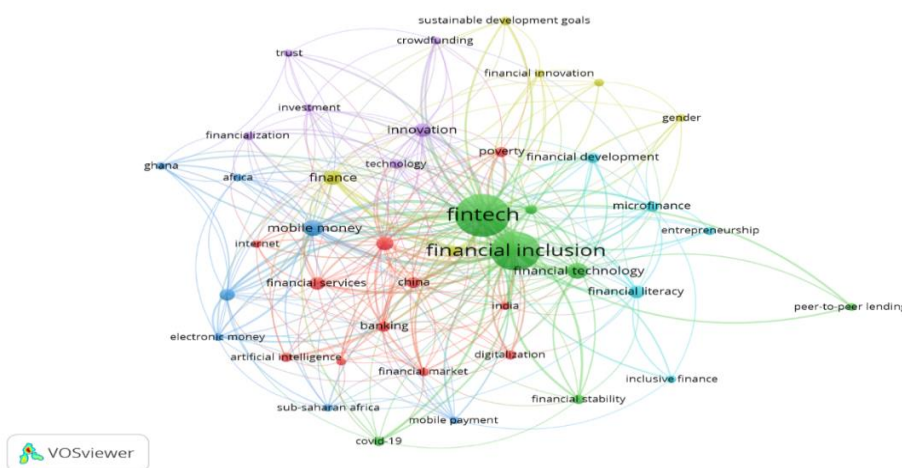 sustainable development goals
crowdfunding
trust
financial innovation
investment
gender
innovation
financialization
poverty
financial development
technology
ghana
africa
finance
microfinance
fintech
mobile money
entrepreneurship
internet
financial inclusion
financial technology
financial services
china
financial literacy
india
peer-to-peer lending
banking
electronic money
artificial intelligence
digitalization
financial market
inclusive finance
financial stability
sub-saharan africa
mobile payment
covid-19
VOSviewer